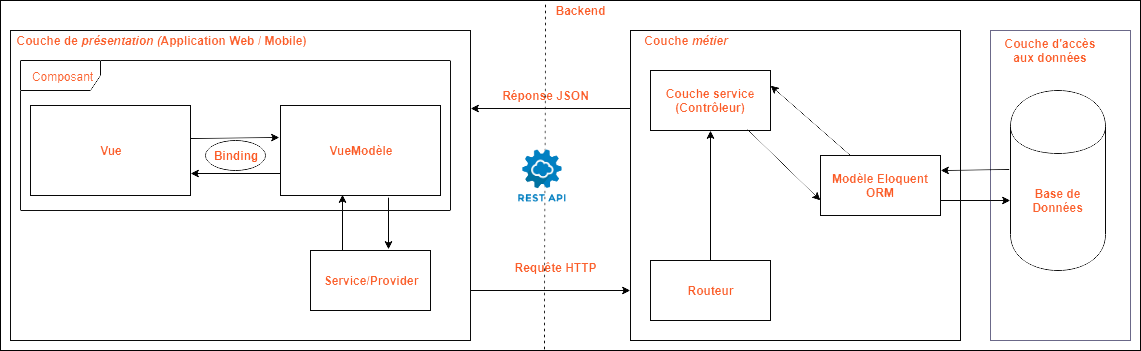 Backend
Couche de présentation (Application Web / Mobile)
Composant
Vue
Binding
VueModèle
Service/Provider
Réponse JSON
REST API
Requête HTTP
Couche métier
Couche service
(Contrôleur)
Modèle Eloquent
ORM
Routeur
Couche d'accès
aux données
Base de
Données